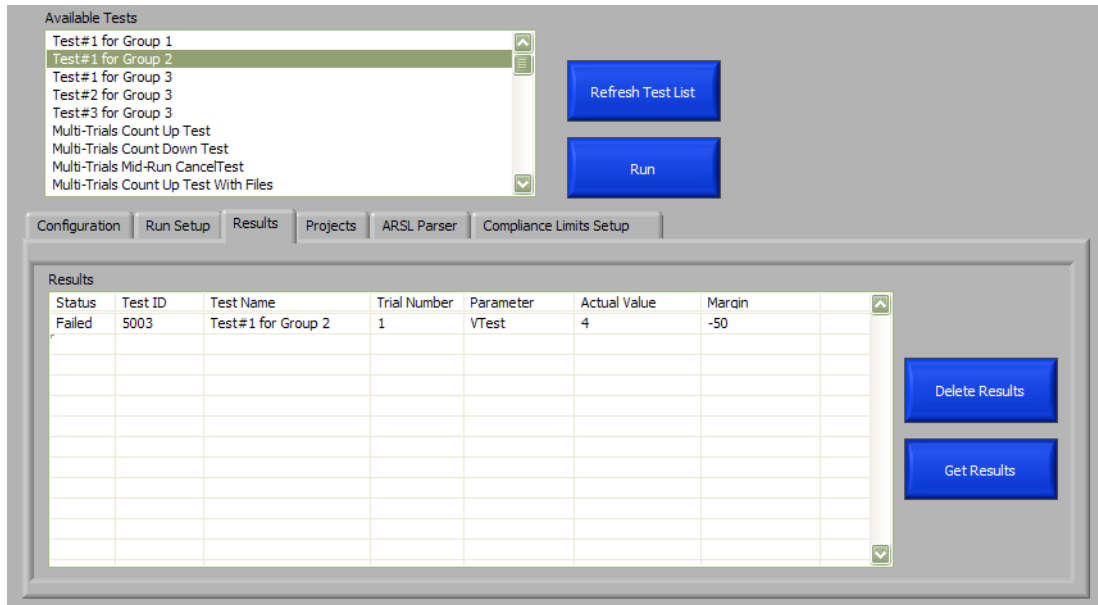 Available Tests
Test#1 for Group 1
Test#1 for Group 2
Test#1 for Group 3
Test#2 for Group 3
Test#3 for Group 3
Multi-Trials Count Up Test
Multi-Trials Count Down Test
Multi-Trials Mid-Run CancelTest
Multi-Trials Count Up Test With Files
Refresh Test List
Run
Configuration Run Setup Results Projects ARSL Parser Compliance Limits Setup
Results
Status Test ID Test Name Trial Number Parameter Actual Value Margin
Failed 5003 Test#1 for Group 2 1 VTest 4 -50
Delete Results
Get Results